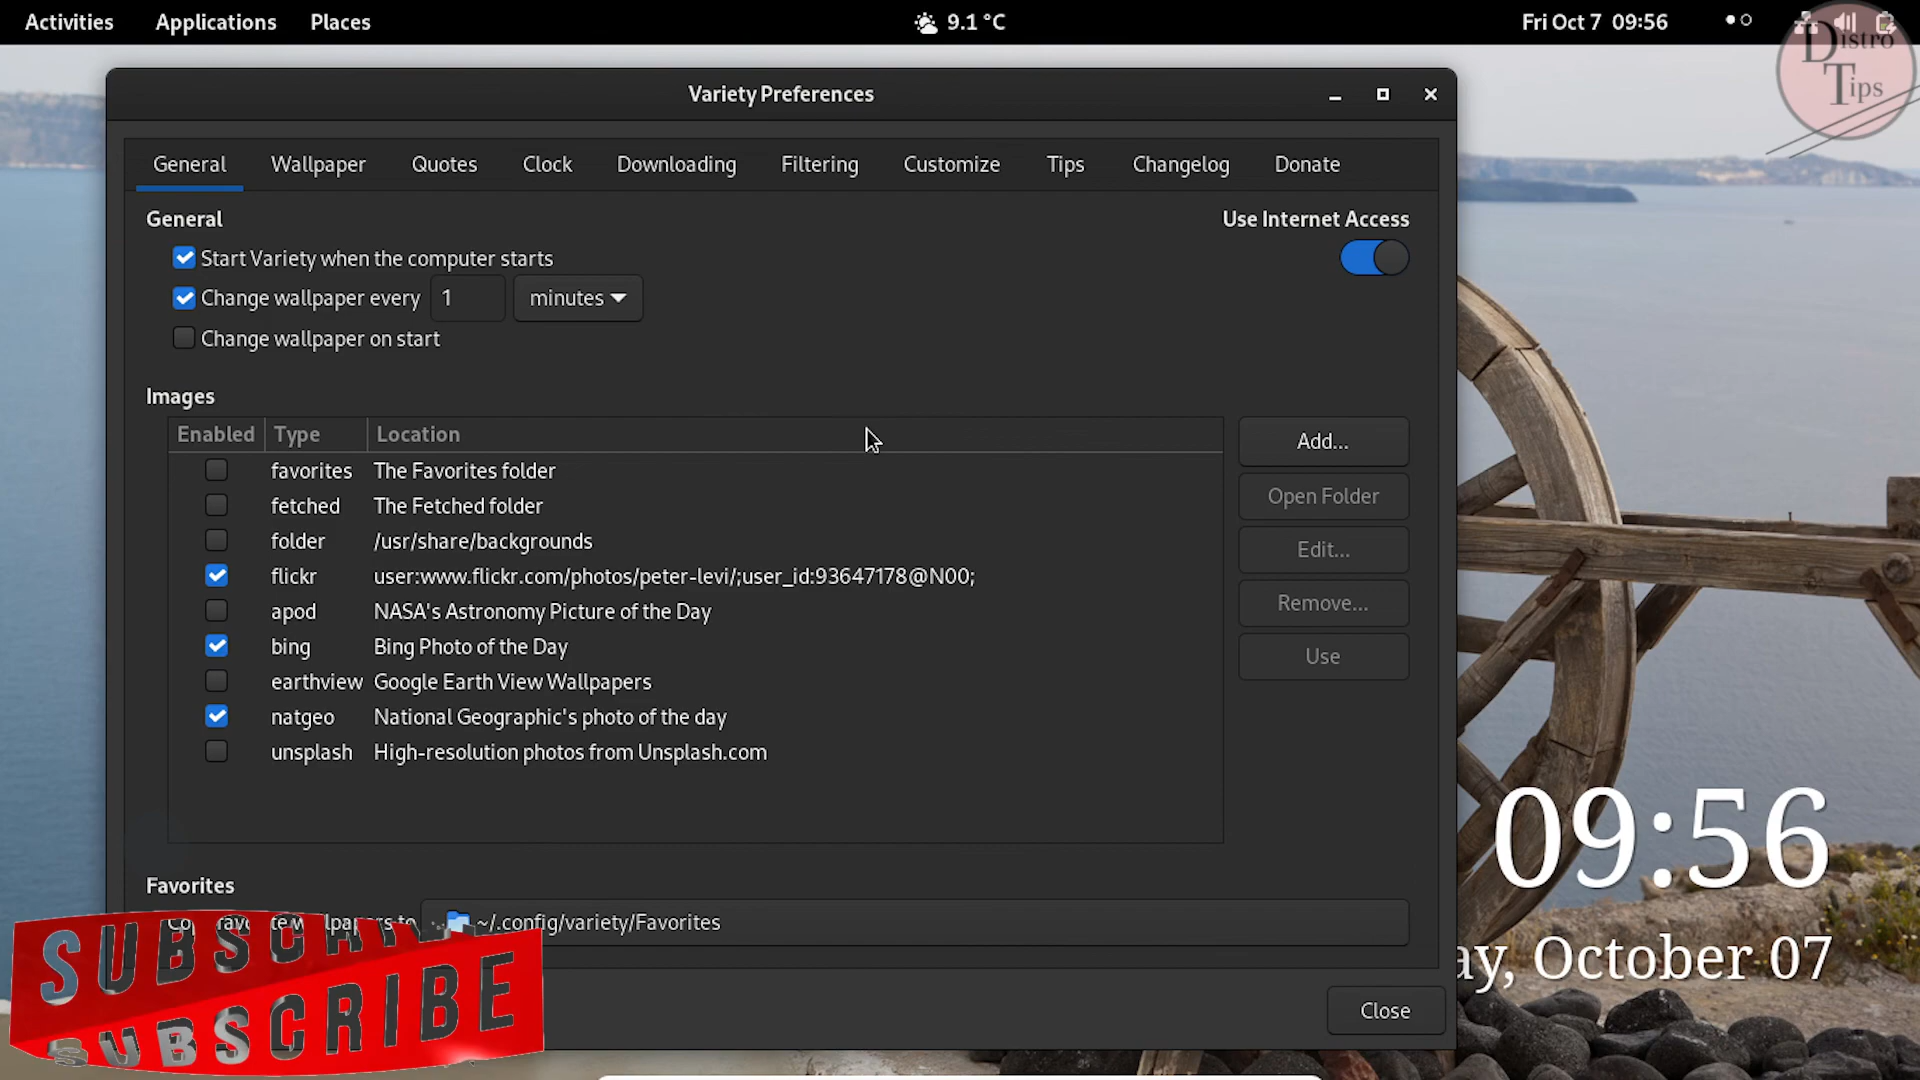 Activities Applications Places 9.1 °C Fri Oct 7 09:56
Distro
Tips
Variety Preferences
General Wallpaper Quotes Clock Downloading Filtering Customize Tips Changelog Donate
General Use Internet Access
Start Variety when the computer starts
Change wallpaper every 1 minutes
Change wallpaper on start
Images
Enabled Type Location
Add...
favorites The Favorites folder
fetched The Fetched folder
Open Folder
folder /usr/share/backgrounds
Edit...
flickr user:www.flickr.com/photos/peter-levi/;user_id:93647178@N00;
apod NASA's Astronomy Picture of the Day
Remove...
bing Bing Photo of the Day
Use
earthview Google Earth View Wallpapers
natgeo National Geographic's photo of the day
unsplash High-resolution photos from Unsplash.com
09:56
Favorites
~/.config/variety/Favorites
ay, October 07
SUBSCRIBE
SUBSCRIBE
Close